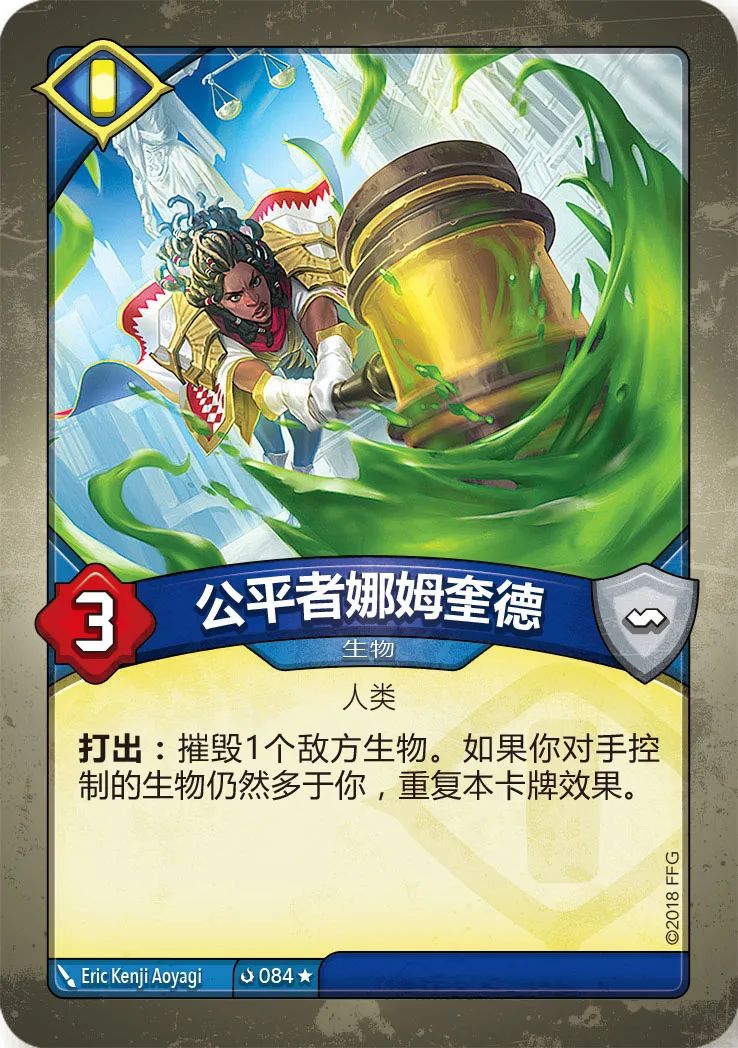 公平者娜姆奎德
3
生物
人类
打出：摧毁1个敌方生物。如果你对手控
制的生物仍然多于你，重复本卡牌效果。
©2018 FFG
Eric Kenji Aoyagi
084